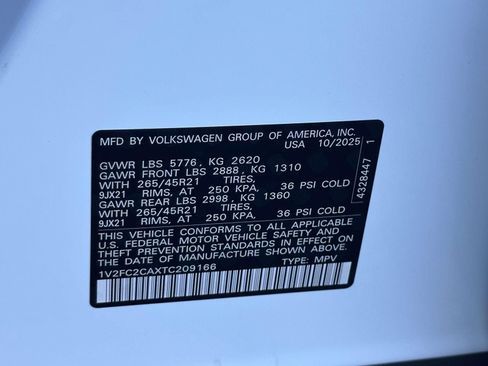 MFD BY VOLKSWAGEN GROUP OF AMERICA, INC.
USA 10/2025
GVWR LBS 5776, KG 2620
GAWR FRONT LBS 2888, KG 1310
WITH 265/45R21 TIRES,
9JX21 RIMS, AT 250 KPA, 36 PSI COLD
GAWR REAR LBS 2998, KG 1360
WITH 265/45R21 TIRES,
9JX21 RIMS, AT 250 KPA, 36 PSI COLD
THIS VEHICLE CONFORMS TO ALL APPLICABLE
U.S. FEDERAL MOTOR VEHICLE SAFETY AND
THEFT PREVENTION STANDARDS IN EFFECT ON
THE DATE OF MANUFACTURE SHOWN ABOVE.
1V2FC2CAXTC209166 TYPE: MPV
4328447 1